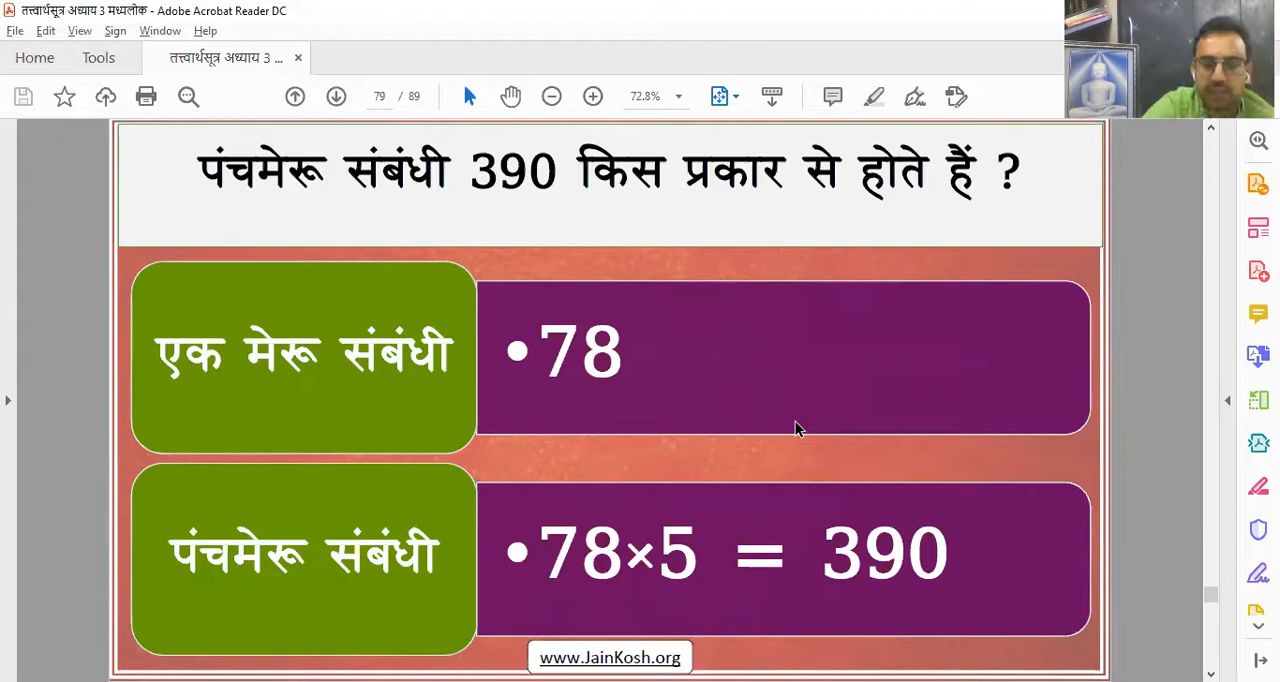 तत्त्वार्थसूत्र अध्याय 3 मध्यलोक - Adobe Acrobat Reader DC
File Edit View Sign Window Help
Home Tools तत्त्वार्थसूत्र अध्याय 3 ... ×
79 / 89 72.8%
पंचमेरू संबंधी 390 किस प्रकार से होते हैं ?
एक मेरू संबंधी
•78
पंचमेरू संबंधी
•78×5 = 390
www.JainKosh.org